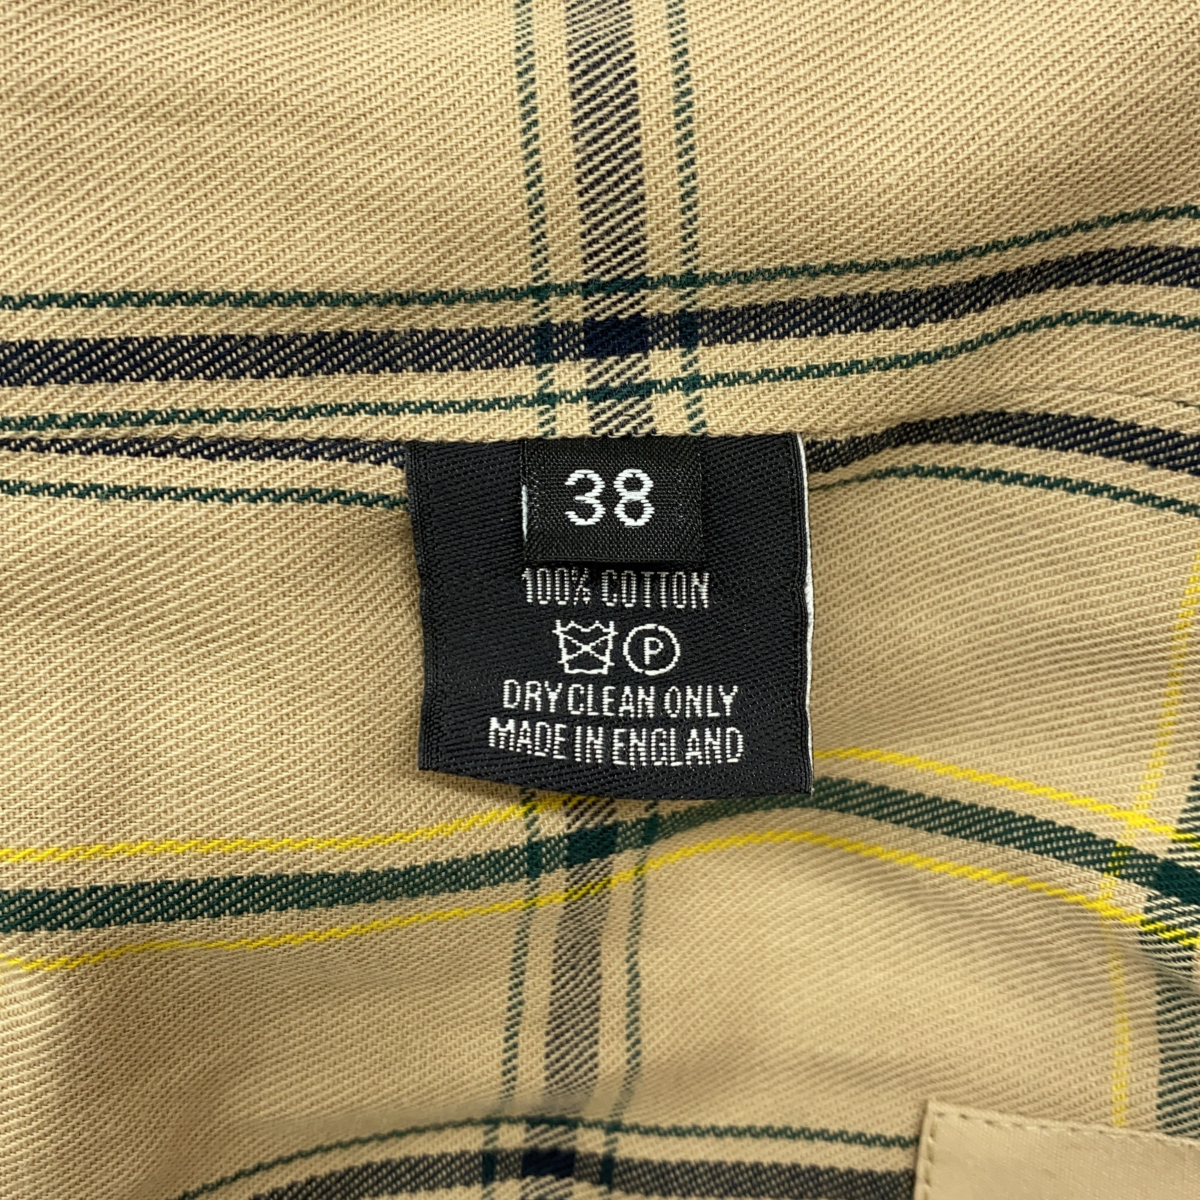 38
100% COTTON
P
DRY CLEAN ONLY
MADE IN ENGLAND